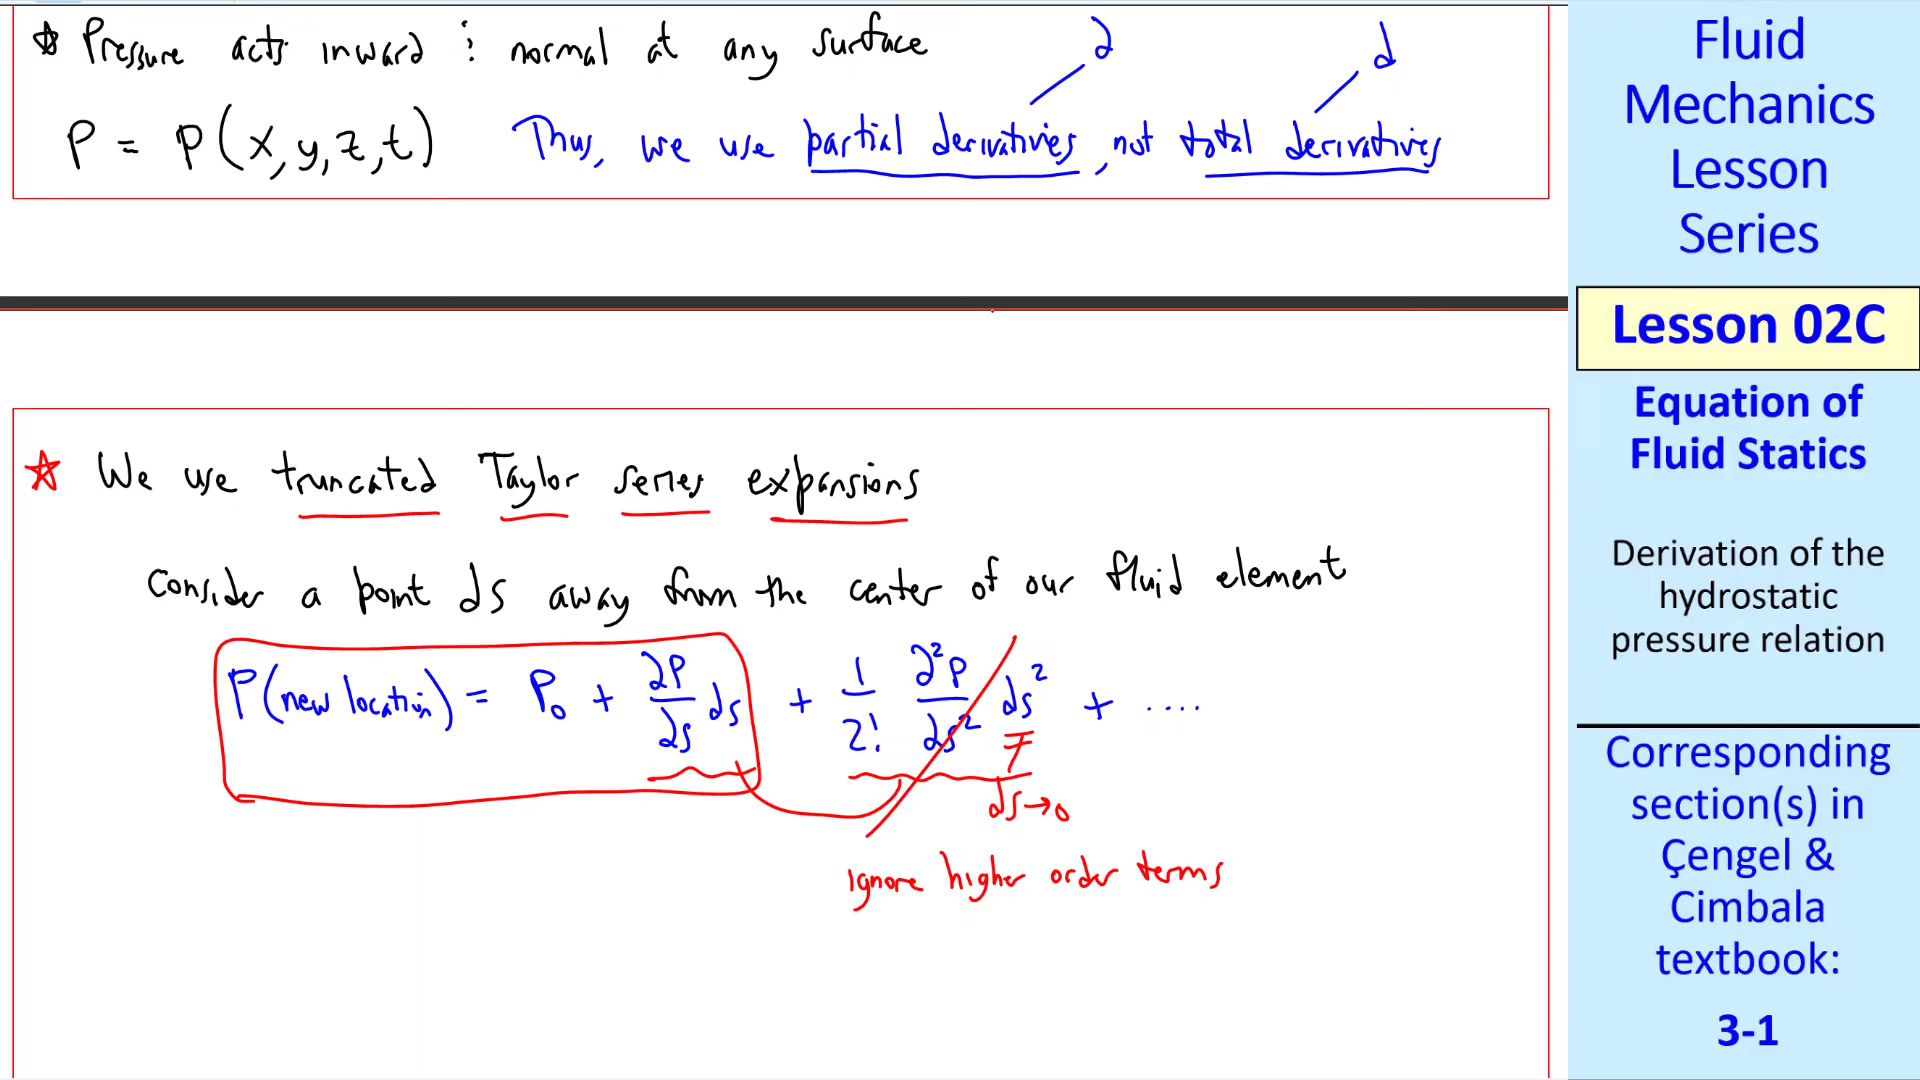 ☆ Pressure acts inward ⋮ normal at any surface
∂
d
P = P(x,y,z,t)
Thus, we use partial derivatives, not total derivatives
☆ We use truncated Taylor series expansions
Consider a point ds away from the center of our fluid element
P(new location) = P₀ + ∂P/∂s ds + 1/2! ∂²P/∂s² ds² + ....
ds→0
ignore higher order terms
Fluid
Mechanics
Lesson
Series
Lesson 02C
Equation of
Fluid Statics
Derivation of the
hydrostatic
pressure relation
Corresponding
section(s) in
Çengel &
Cimbala
textbook:
3-1